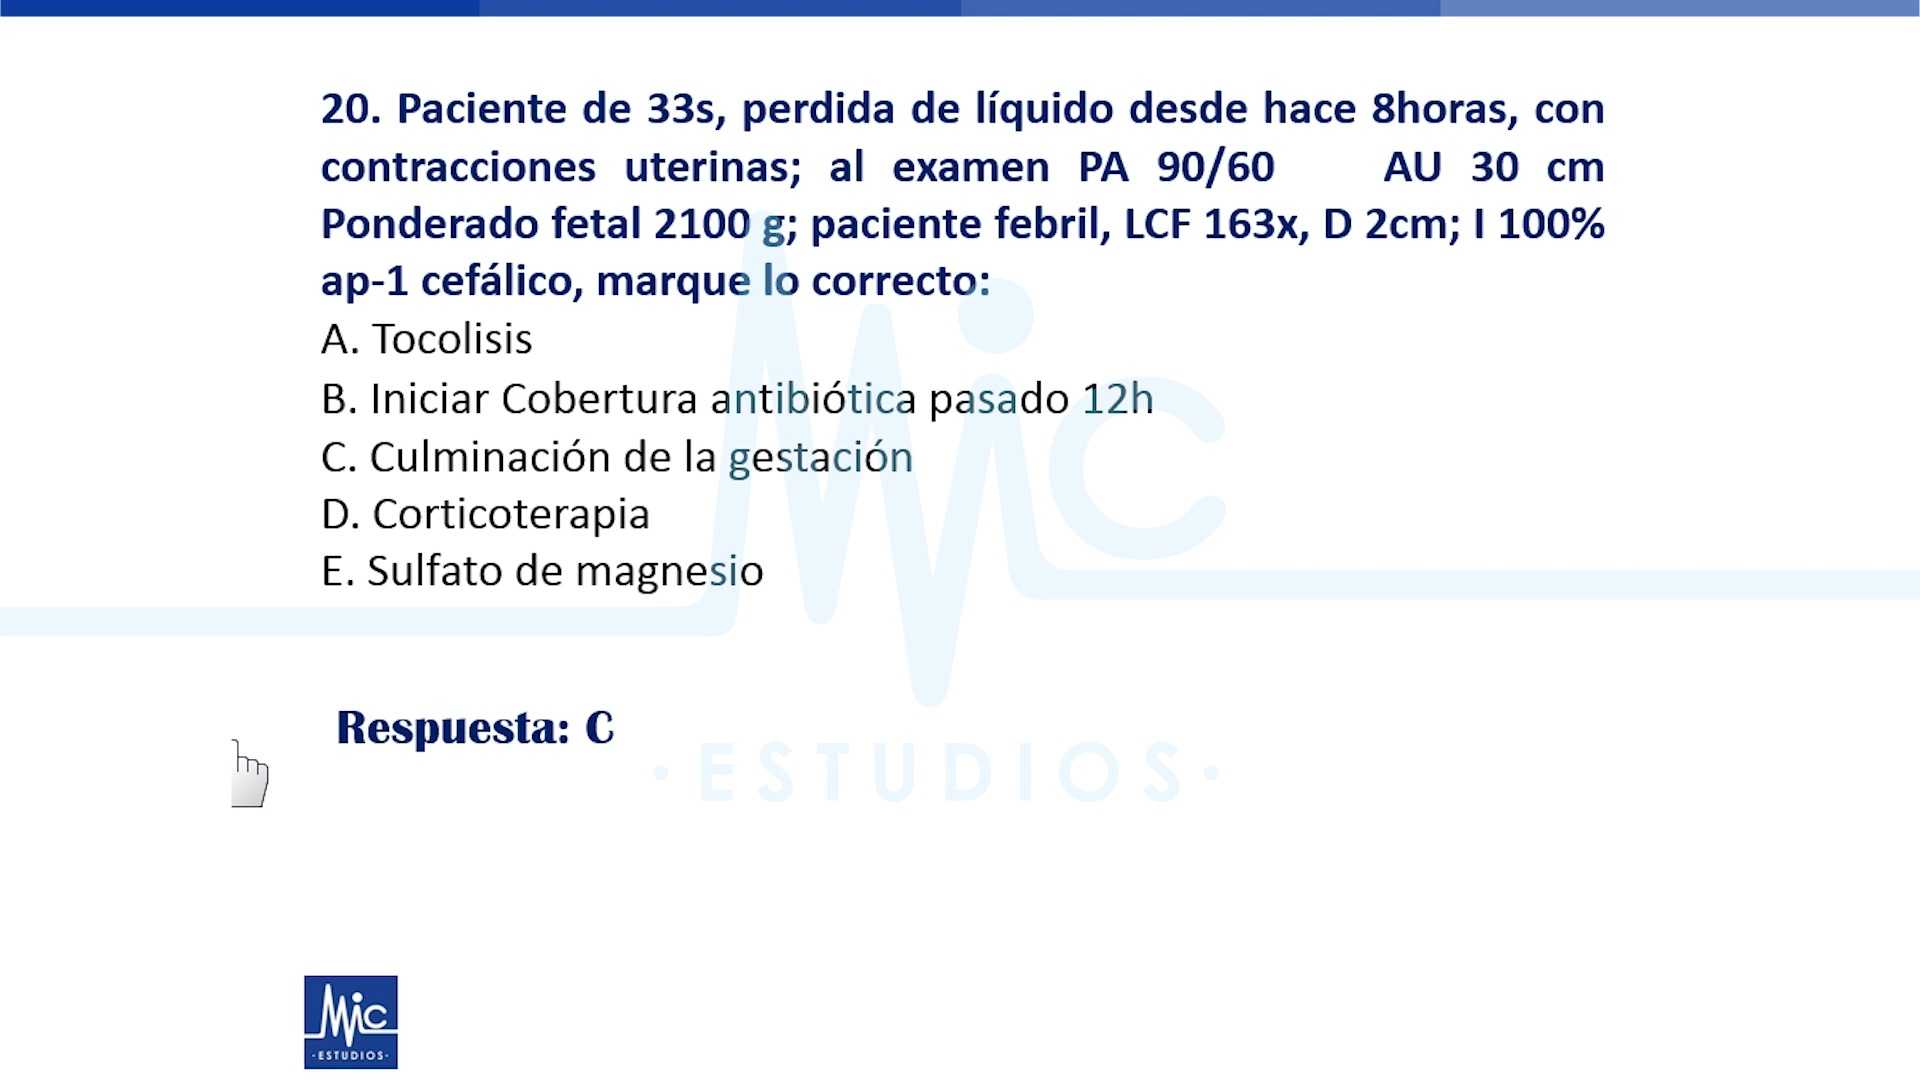 20. Paciente de 33s, perdida de líquido desde hace 8horas, con
contracciones uterinas; al examen PA 90/60 AU 30 cm
Ponderado fetal 2100 g; paciente febril, LCF 163x, D 2cm; I 100%
ap-1 cefálico, marque lo correcto:
A. Tocolisis
B. Iniciar Cobertura antibiótica pasado 12h
C. Culminación de la gestación
D. Corticoterapia
E. Sulfato de magnesio
Respuesta: C
Mic
·ESTUDIOS·
Mic
·ESTUDIOS·